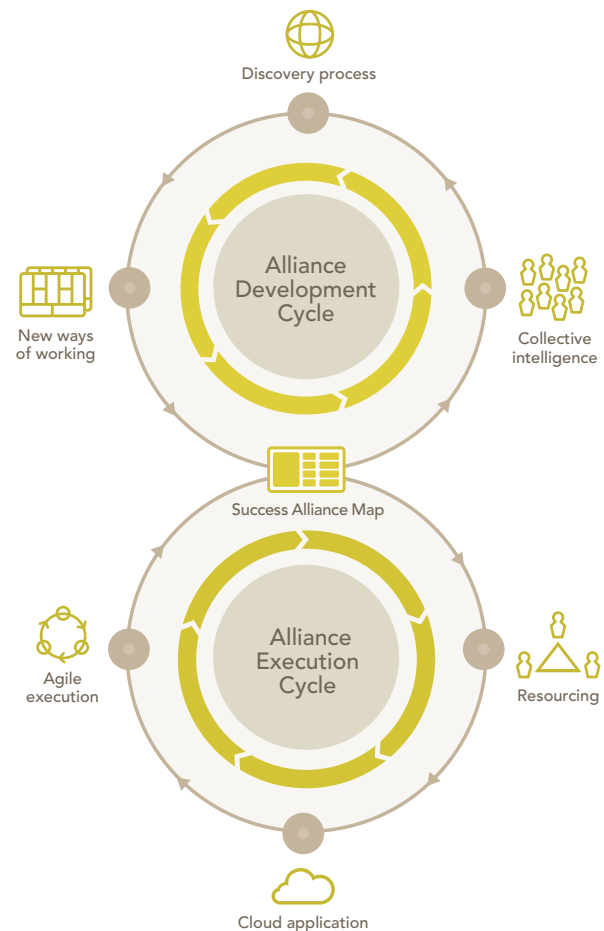 Discovery process
Alliance
Development
Cycle
New ways
of working
Collective
intelligence
Success Alliance Map
Alliance
Execution
Cycle
Agile
execution
Resourcing
Cloud application